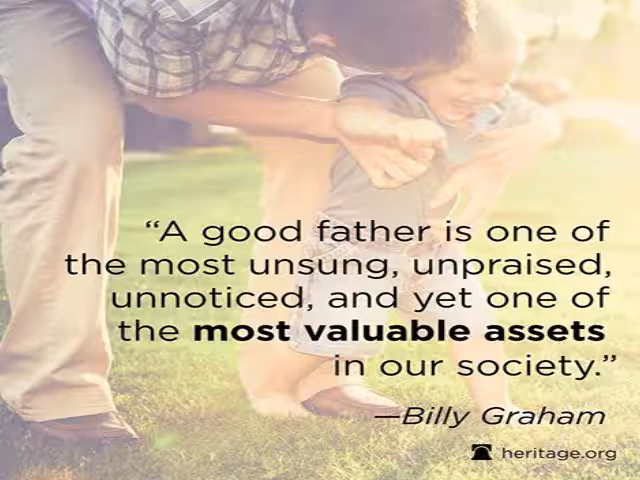 “A good father is one of
the most unsung, unpraised,
unnoticed, and yet one of
the most valuable assets
in our society.”
—Billy Graham
heritage.org